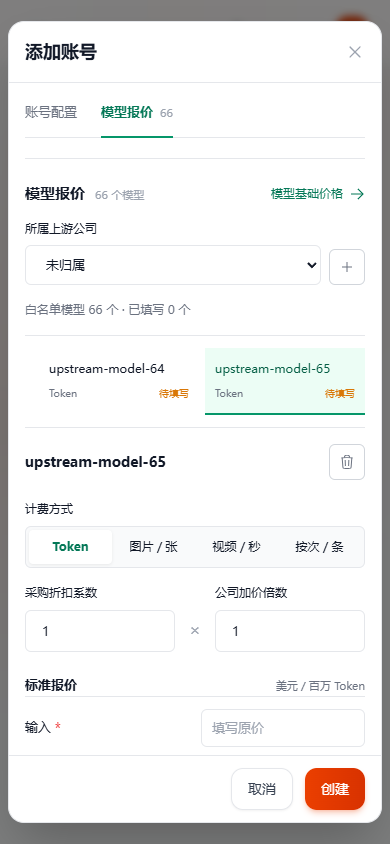 添加账号
账号配置 模型报价 66
模型报价 66 个模型 模型基础价格 →
所属上游公司
未归属
白名单模型 66 个 · 已填写 0 个
upstream-model-64 upstream-model-65
Token 待填写 Token 待填写
upstream-model-65
计费方式
Token 图片 / 张 视频 / 秒 按次 / 条
采购折扣系数 公司加价倍数
1 × 1
标准报价 美元 / 百万 Token
输入 * 填写原价
取消 创建